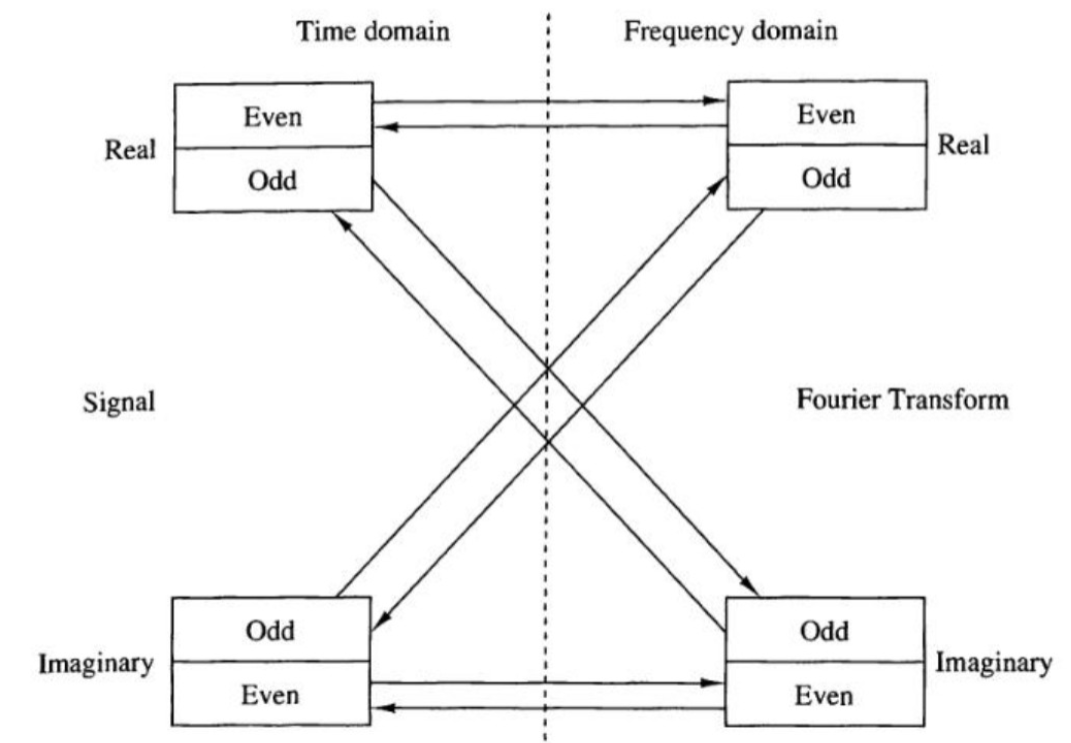 Time domain
Frequency domain
Even
Even
Real
Real
Odd
Odd
Signal
Fourier Transform
Odd
Odd
Imaginary
Imaginary
Even
Even